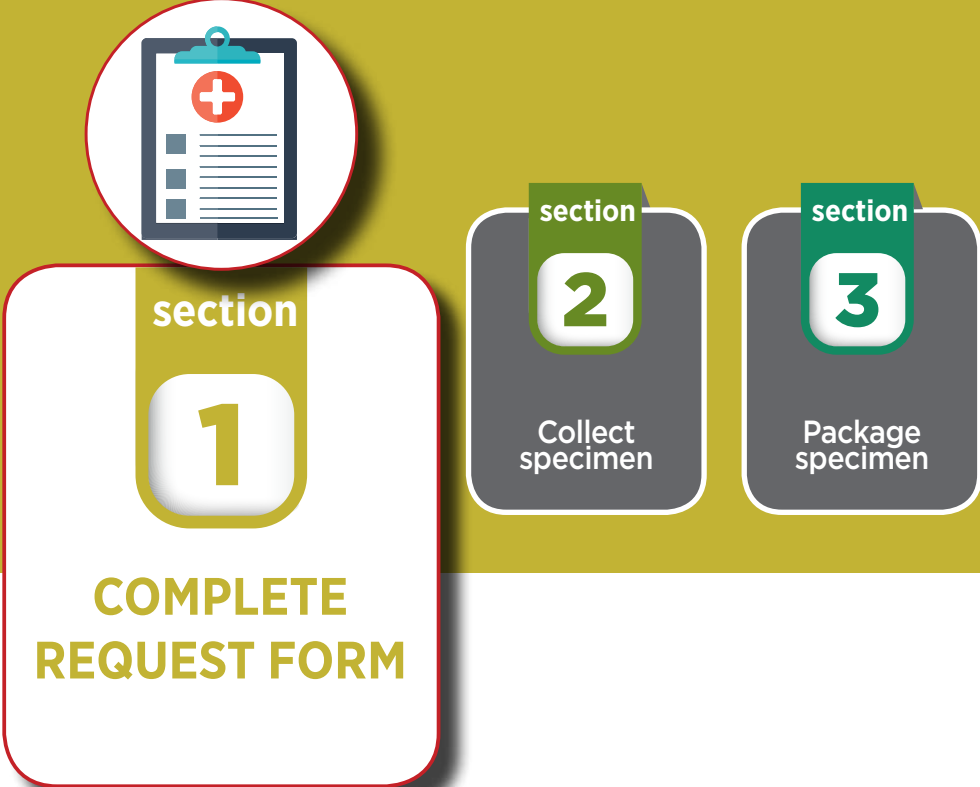 section
1
COMPLETE
REQUEST FORM
section
2
Collect
specimen
section
3
Package
specimen